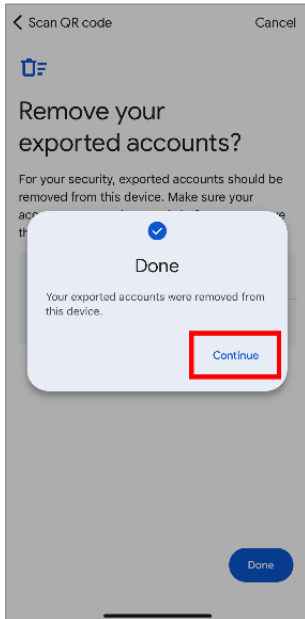 Scan QR code
Cancel
Remove your
exported accounts?
For your security, exported accounts should be
removed from this device. Make sure your
Done
Your exported accounts were removed from
this device.
Continue
Done